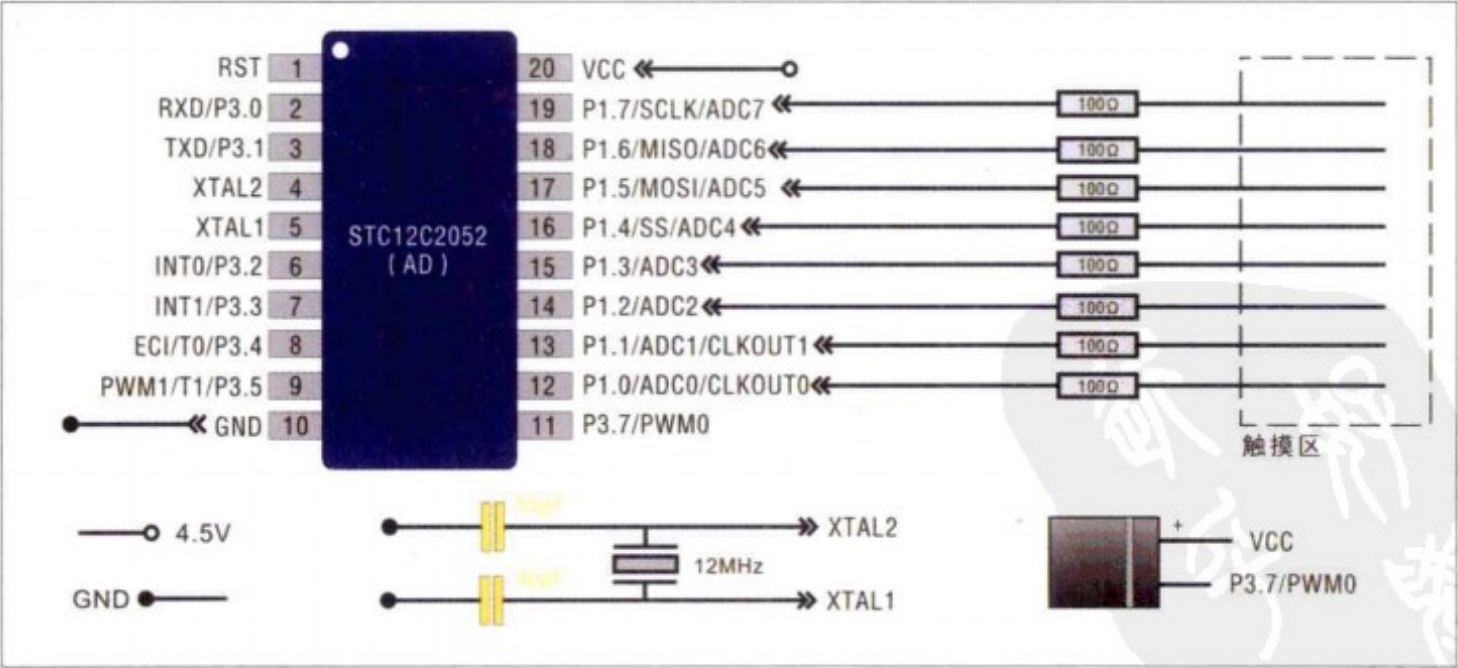 RST 1
RXD/P3.0 2
TXD/P3.1 3
XTAL2 4
XTAL1 5
INT0/P3.2 6
INT1/P3.3 7
ECI/T0/P3.4 8
PWM1/T1/P3.5 9
GND 10
STC12C2052
(AD)
20 VCC
19 P1.7/SCLK/ADC7
18 P1.6/MISO/ADC6
17 P1.5/MOSI/ADC5
16 P1.4/SS/ADC4
15 P1.3/ADC3
14 P1.2/ADC2
13 P1.1/ADC1/CLKOUT1
12 P1.0/ADC0/CLKOUT0
11 P3.7/PWM0
100Ω
100Ω
100Ω
100Ω
100Ω
100Ω
100Ω
100Ω
触摸区
4.5V
GND
XTAL2
12MHz
XTAL1
+
VCC
P3.7/PWM0